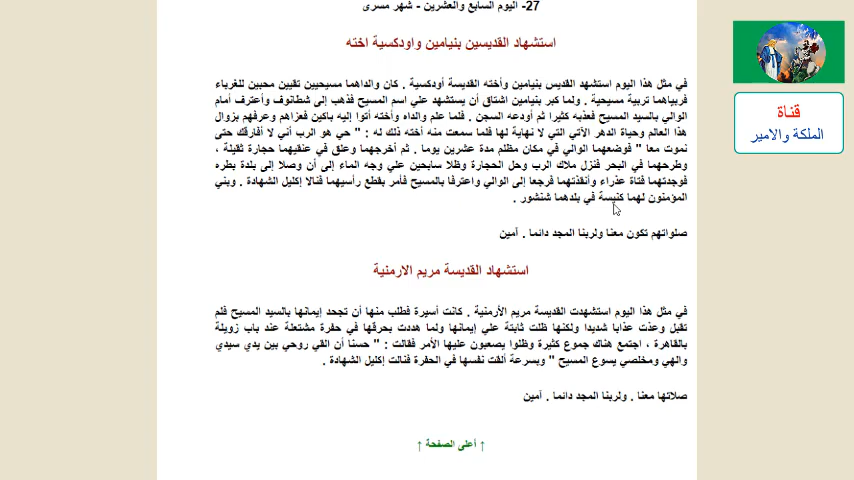 27- اليوم السابع والعشرين - شهر مسرى
استشهاد القديسين بنيامين واودكسية اخته
في مثل هذا اليوم استشهد القديس بنيامين وأخته القديسة أودكسية . كان والداهما مسيحيين تقيين محبين للغرباء
فربياهما تربية مسيحية . ولما كبر بنيامين اشتاق أن يستشهد علي اسم المسيح فذهب إلى شطانوف وأعترف أمام
الوالي بالسيد المسيح فعذبه كثيرا ثم أودعه السجن . فلما علم والداه وأخته أتوا إليه باكين فعزاهم وعرفهم بزوال
هذا العالم وحياة الدهر الآتي التي لا نهاية لها فلما سمعت منه أخته ذلك له : " حي هو الرب أني لا أفارقك حتى
نموت معا " فوضعهما الوالي في مكان مظلم مدة عشرين يوما . ثم أخرجهما وعلق في عنقيهما حجارة ثقيلة ،
وطرحهما في البحر فنزل ملاك الرب وحل الحجارة وظلا سابحين علي وجه الماء إلى أن وصلا إلى بلدة بطره
فوجدتهما فتاة عذراء وأنقذتهما فرجعا إلى الوالي واعترفا بالمسيح فأمر بقطع رأسيهما فنالا إكليل الشهادة . وبني
المؤمنون لهما كنيسة في بلدهما شنشور .
صلواتهم تكون معنا ولربنا المجد دائما . آمين
استشهاد القديسة مريم الارمنية
في مثل هذا اليوم استشهدت القديسة مريم الأرمنية . كانت أسيرة فطلب منها أن تجحد إيمانها بالسيد المسيح فلم
تقبل وعذت عذابا شديدا ولكنها ظلت ثابتة علي إيمانها ولما هددت بحرقها في حفرة مشتعلة عند باب زويلة
بالقاهرة ، اجتمع هناك جموع كثيرة وظلوا يصعبون عليها الأمر فقالت : " حسنا أن القي روحي بين يدي سيدي
والهي ومخلصي يسوع المسيح " وبسرعة ألقت نفسها في الحفرة فنالت إكليل الشهادة .
صلاتها معنا . ولربنا المجد دائما . آمين
↑ أعلى الصفحة ↑
قناة
الملكة والامير